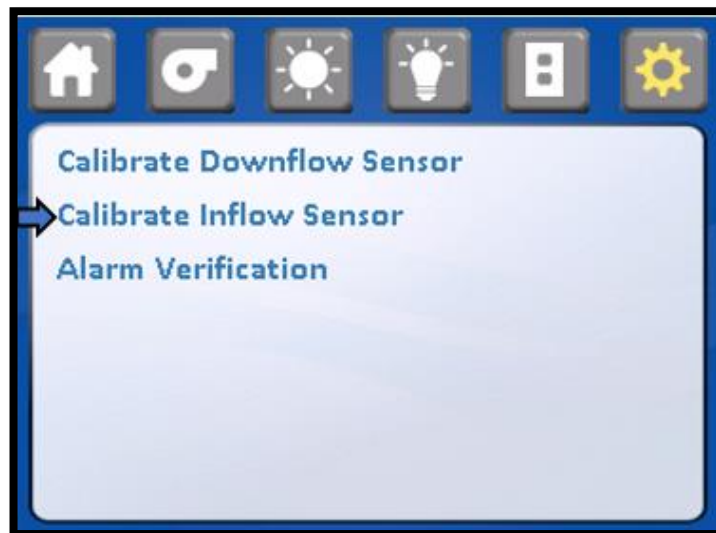 Calibrate Downflow Sensor
Calibrate Inflow Sensor
Alarm Verification